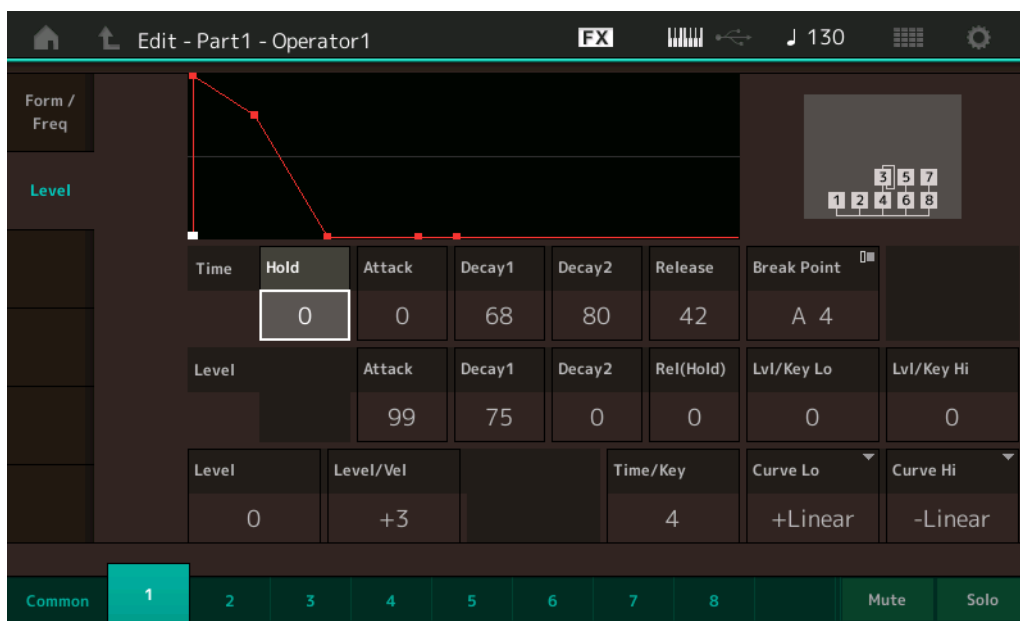 Edit - Part1 - Operator1 FX ♩ 130
Form /
Freq
Level
3 5 7
1 2 4 6 8
Time Hold Attack Decay1 Decay2 Release Break Point
0 0 68 80 42 A 4
Level Attack Decay1 Decay2 Rel(Hold) Lvl/Key Lo Lvl/Key Hi
99 75 0 0 0 0
Level Level/Vel Time/Key Curve Lo Curve Hi
0 +3 4 +Linear -Linear
Common 1 2 3 4 5 6 7 8 Mute Solo